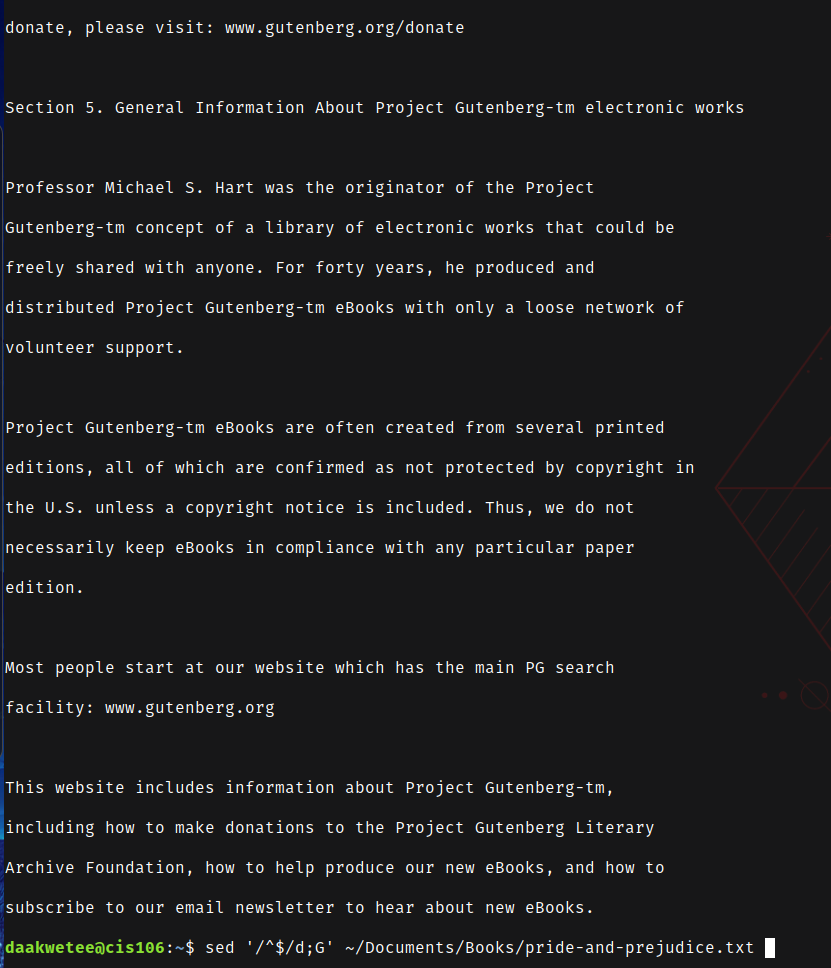 donate, please visit: www.gutenberg.org/donate
Section 5. General Information About Project Gutenberg-tm electronic works
Professor Michael S. Hart was the originator of the Project
Gutenberg-tm concept of a library of electronic works that could be
freely shared with anyone. For forty years, he produced and
distributed Project Gutenberg-tm eBooks with only a loose network of
volunteer support.
Project Gutenberg-tm eBooks are often created from several printed
editions, all of which are confirmed as not protected by copyright in
the U.S. unless a copyright notice is included. Thus, we do not
necessarily keep eBooks in compliance with any particular paper
edition.
Most people start at our website which has the main PG search
facility: www.gutenberg.org
This website includes information about Project Gutenberg-tm,
including how to make donations to the Project Gutenberg Literary
Archive Foundation, how to help produce our new eBooks, and how to
subscribe to our email newsletter to hear about new eBooks.
daakwetee@cis106:~$ sed '/^$/d;G' ~/Documents/Books/pride-and-prejudice.txt